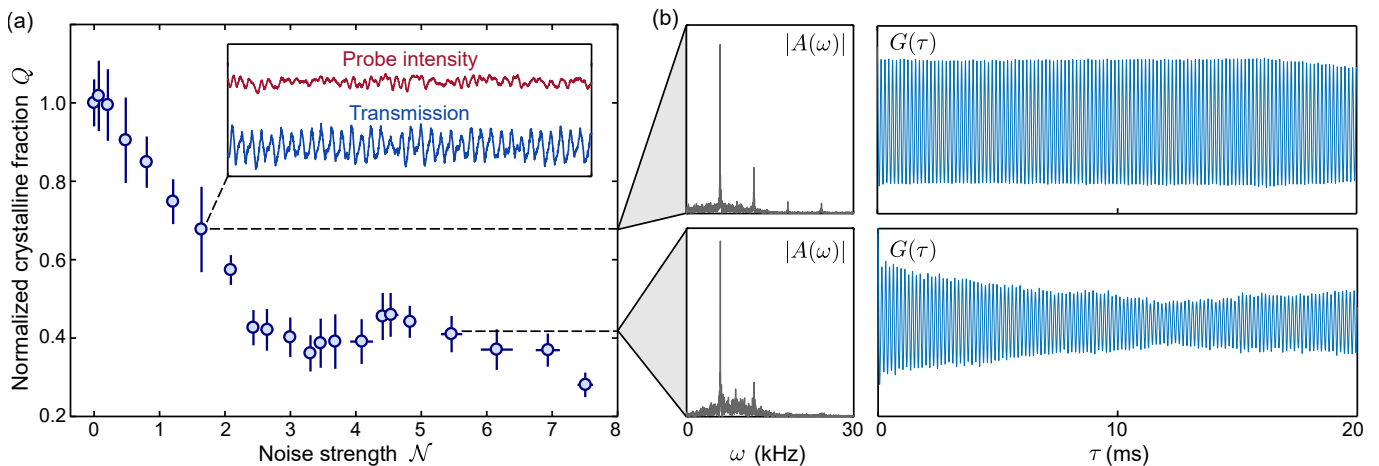 (a)
Normalized crystalline fraction Q
1.0
0.8
0.6
0.4
0.2
0 1 2 3 4 5 6 7 8
Noise strength 𝒩
Probe intensity
Transmission
(b)
|A(ω)|
G(τ)
|A(ω)|
G(τ)
0 30
ω (kHz)
0 10 20
τ (ms)